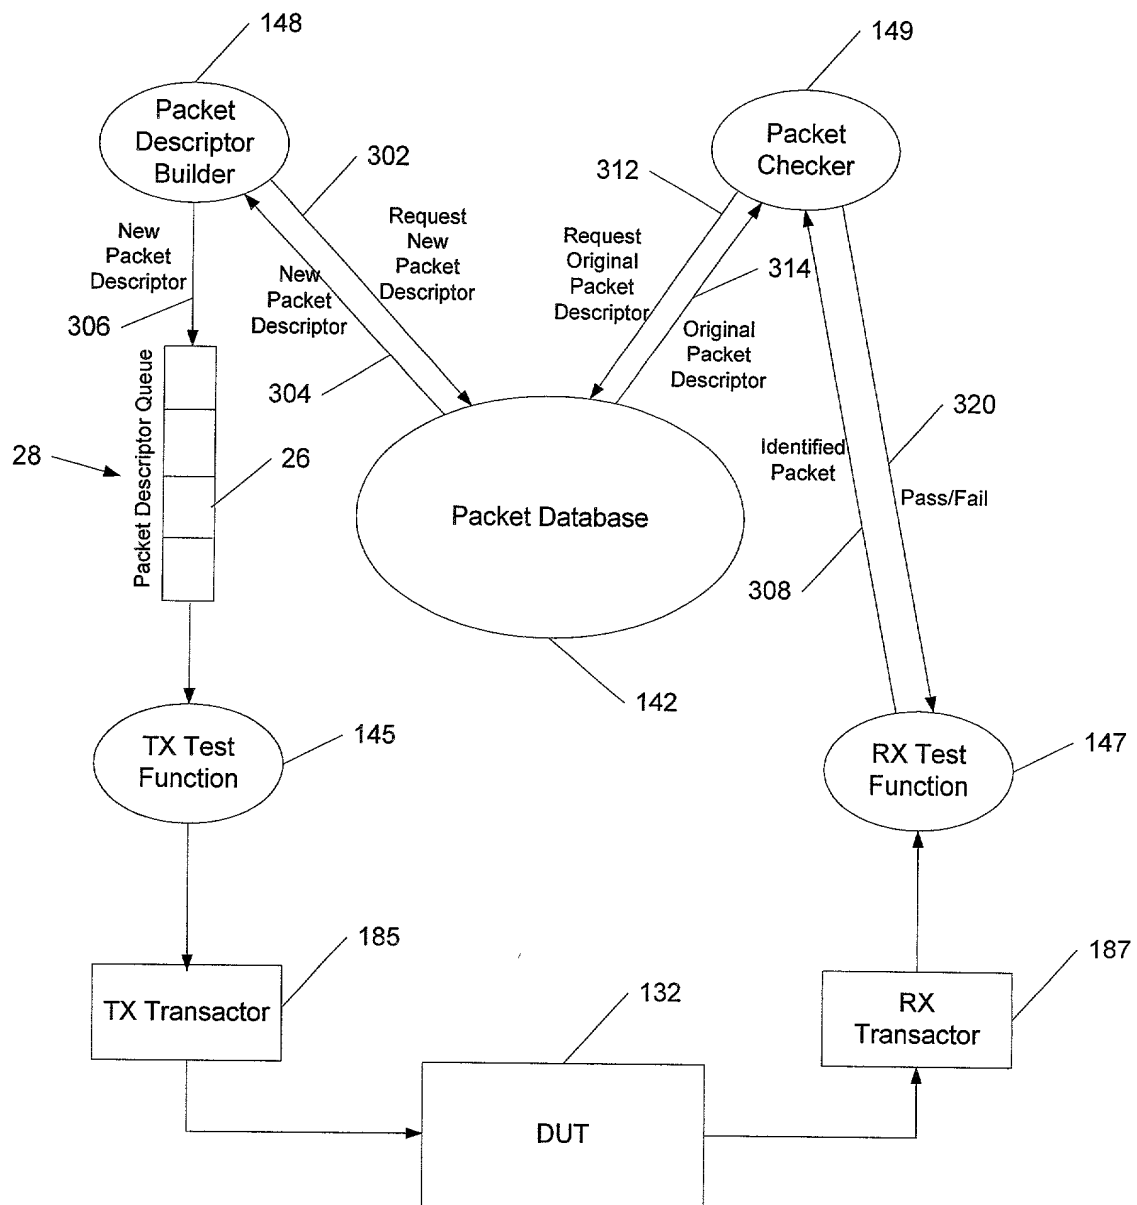 148
149
Packet
Descriptor
Builder
Packet
Checker
302
312
New
Packet
Descriptor
Request
New
Packet
Descriptor
Request
Original
Packet
Descriptor
314
New
Packet
Descriptor
306
Original
Packet
Descriptor
304
320
Packet Descriptor Queue
28
26
Identified
Packet
Pass/Fail
Packet Database
308
142
145
TX Test
Function
147
RX Test
Function
185
187
TX Transactor
132
RX
Transactor
DUT